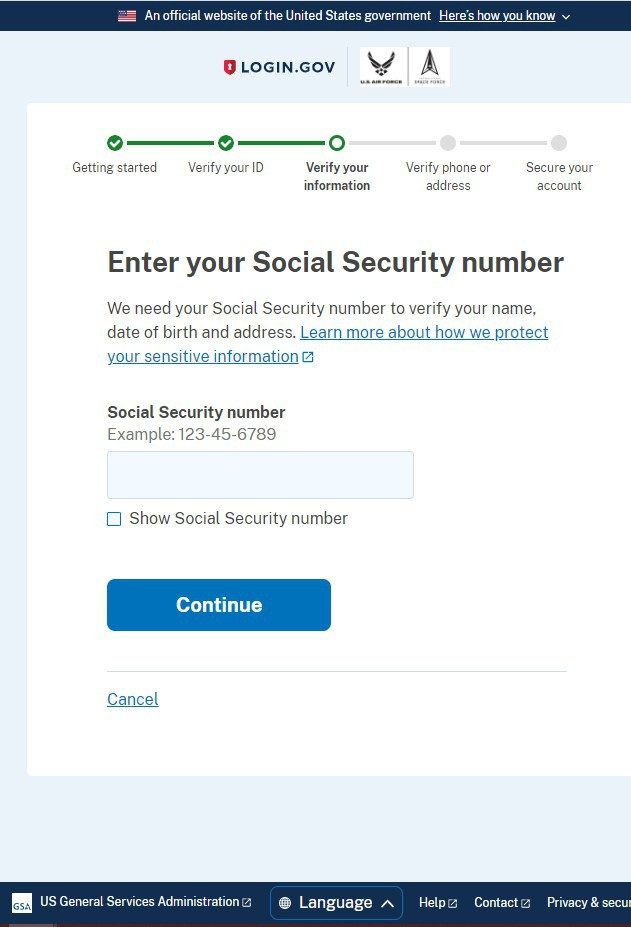 An official website of the United States government Here's how you know
LOGIN.GOV
U.S. AIR FORCE
SPACE FORCE
Getting started
Verify your ID
Verify your
information
Verify phone or
address
Secure your
account
Enter your Social Security number
We need your Social Security number to verify your name,
date of birth and address. Learn more about how we protect
your sensitive information
Social Security number
Example: 123-45-6789
Show Social Security number
Continue
Cancel
GSA
US General Services Administration
Language
Help
Contact
Privacy & secur